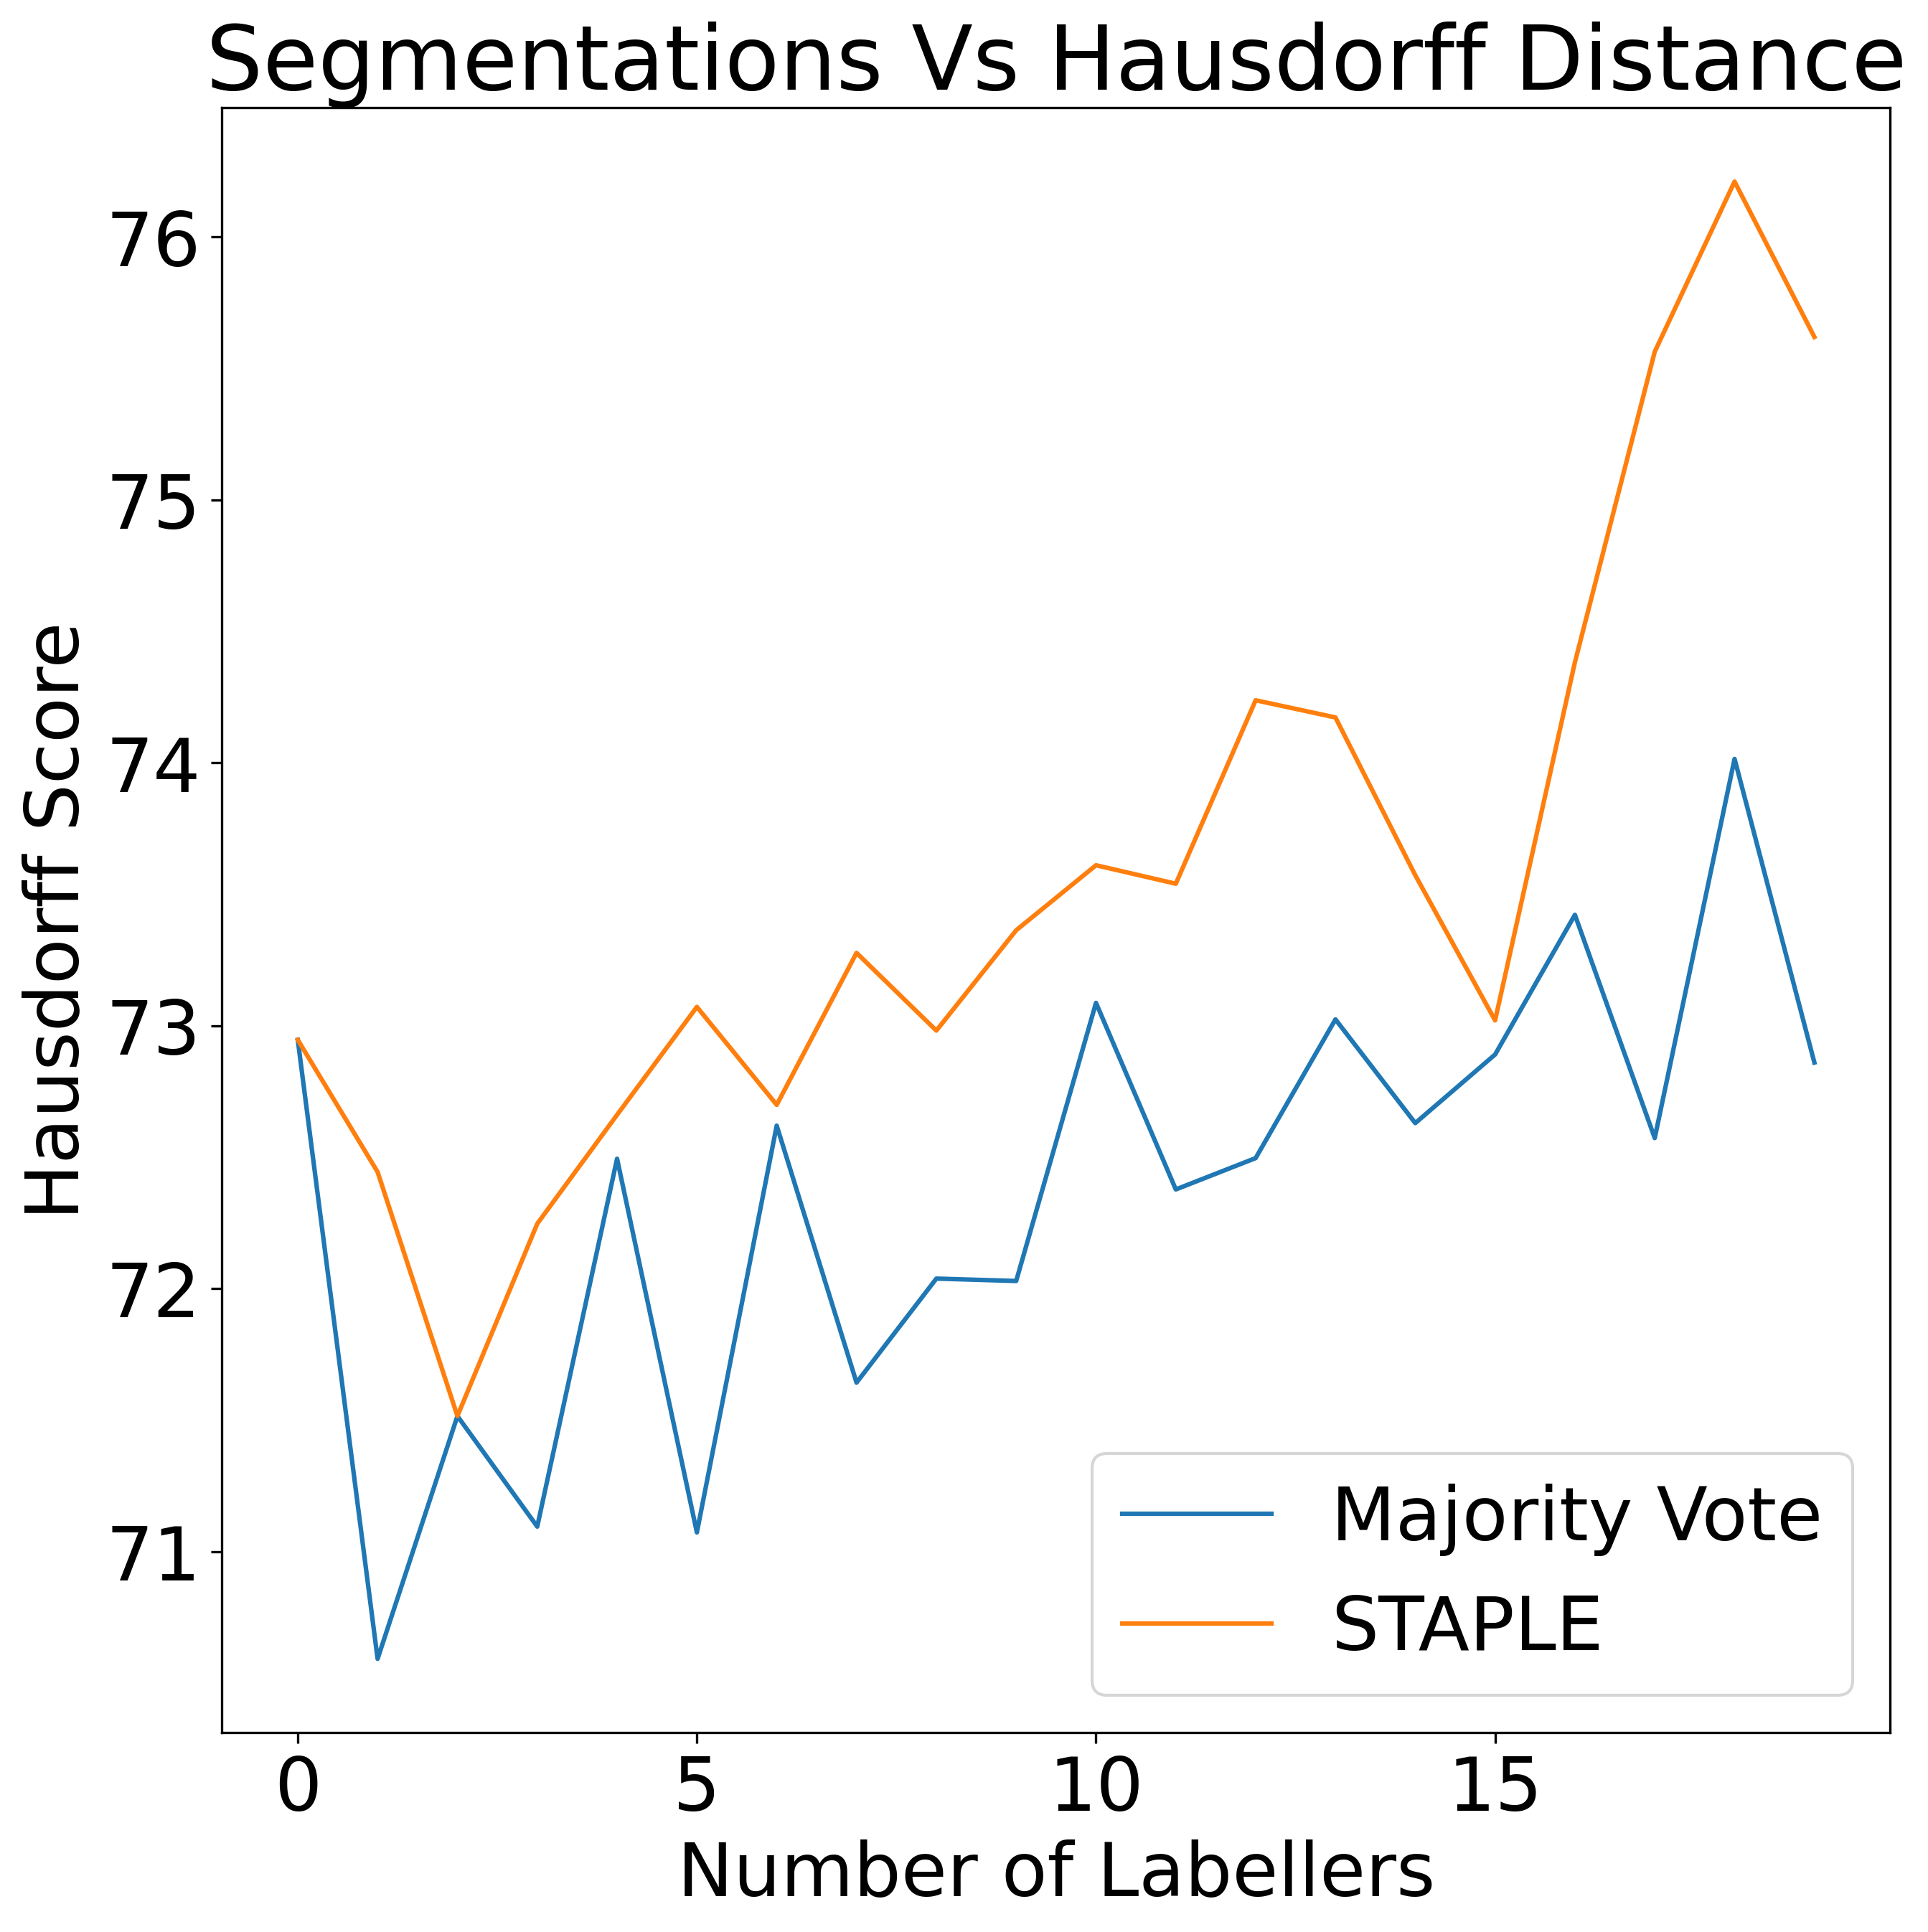 Segmentations Vs Hausdorff Distance
76
75
74
73
72
71
Hausdorff Score
Majority Vote
STAPLE
0 5 10 15
Number of Labellers